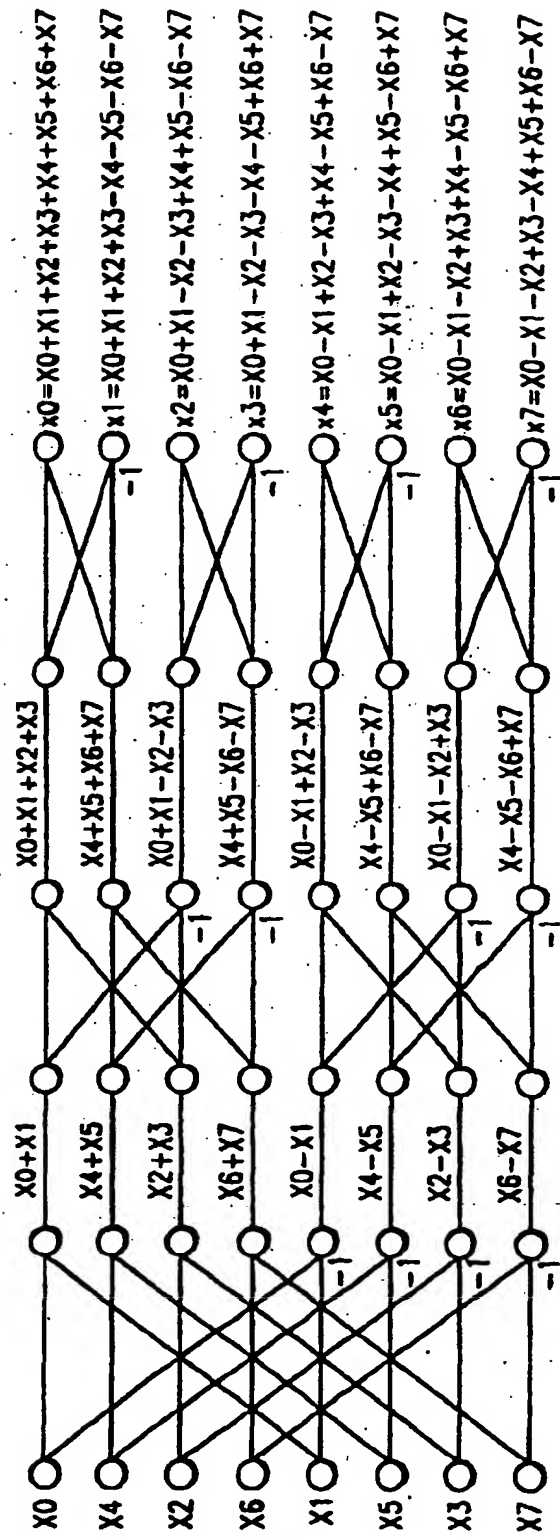 X0 X0+X1 X0+X1+X2+X3 x0=X0+X1+X2+X3+X4+X5+X6+X7
X4 X4+X5 X4+X5+X6+X7 x1=X0+X1+X2+X3-X4-X5-X6-X7
-1
X2 X2+X3 X0+X1-X2-X3 x2=X0+X1-X2-X3+X4+X5-X6-X7
-1
X6 X6+X7 X4+X5-X6-X7 x3=X0+X1-X2-X3-X4-X5+X6+X7
-1 -1
X1 X0-X1 X0-X1+X2-X3 x4=X0-X1+X2-X3+X4-X5+X6-X7
-1
X5 X4-X5 X4-X5+X6-X7 x5=X0-X1+X2-X3-X4+X5-X6+X7
-1 -1
X3 X2-X3 X0-X1-X2+X3 x6=X0-X1-X2+X3+X4-X5-X6+X7
-1 -1
X7 X6-X7 X4-X5-X6+X7 x7=X0-X1-X2+X3-X4+X5+X6-X7
-1 -1 -1